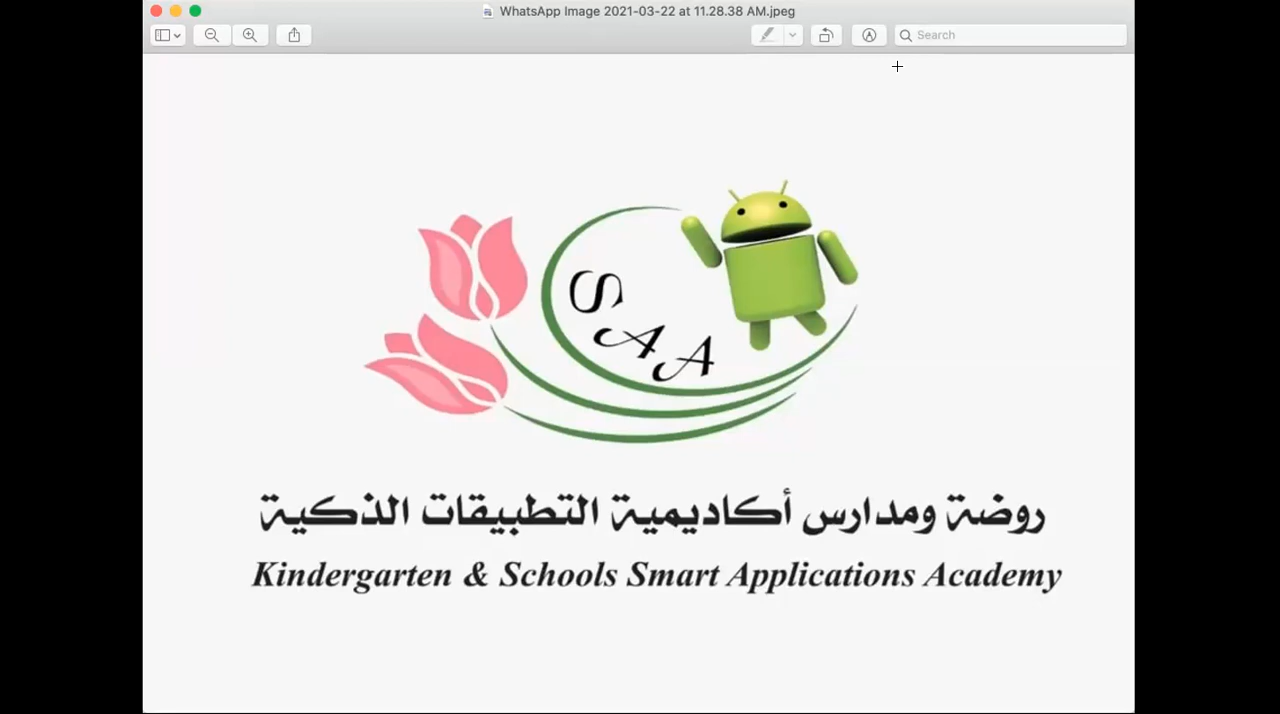 WhatsApp Image 2021-03-22 at 11.28.38 AM.jpeg
Search
S A A
روضة ومدارس أكاديمية التطبيقات الذكية
Kindergarten & Schools Smart Applications Academy